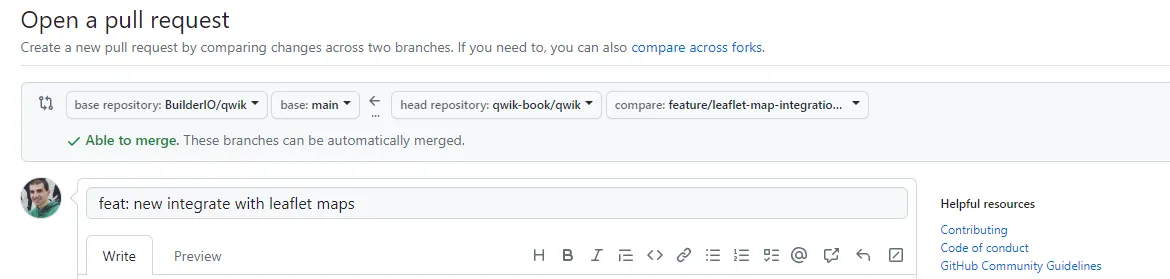 Open a pull request
Create a new pull request by comparing changes across two branches. If you need to, you can also compare across forks.
base repository: BuilderIO/qwik base: main ... head repository: qwik-book/qwik compare: feature/leaflet-map-integratio...
Able to merge. These branches can be automatically merged.
feat: new integrate with leaflet maps
Helpful resources
Write Preview
Contributing
Code of conduct
GitHub Community Guidelines